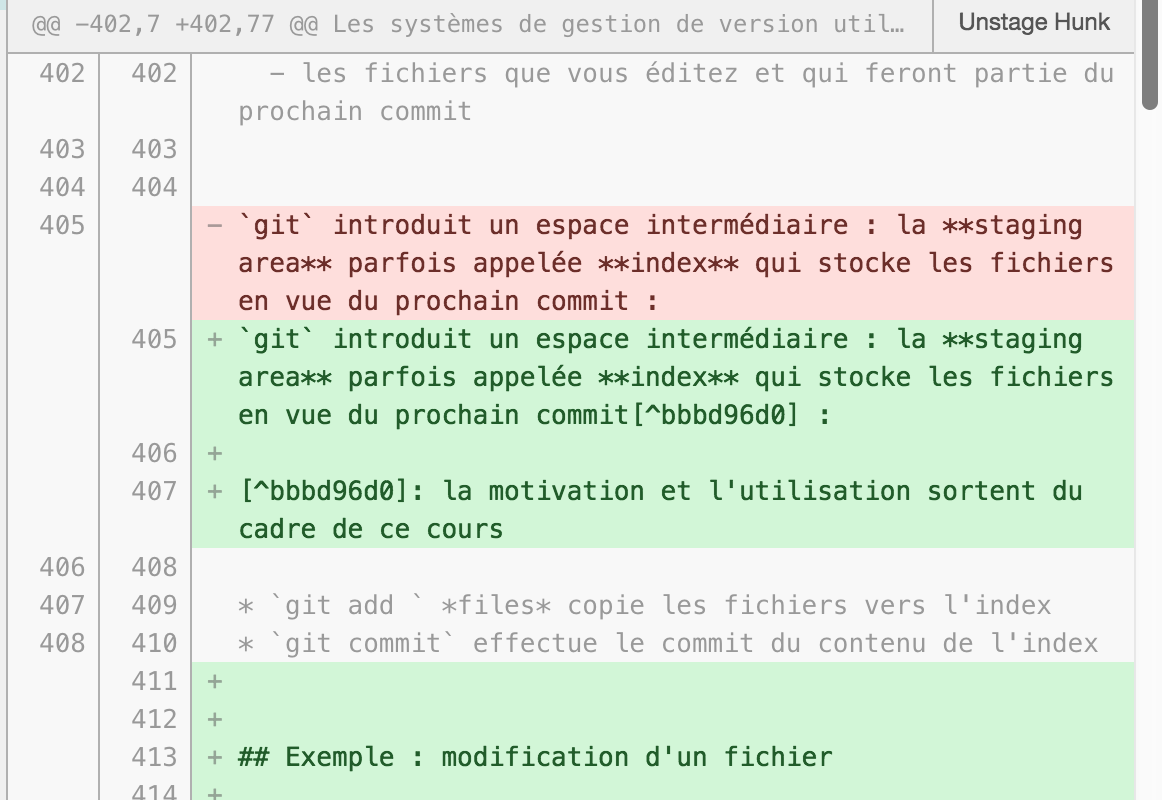 @@ −402,7 +402,77 @@ Les systèmes de gestion de version util… Unstage Hunk
402 402 − les fichiers que vous éditez et qui feront partie du
prochain commit
403 403
404 404
405 − `git` introduit un espace intermédiaire : la **staging
area** parfois appelée **index** qui stocke les fichiers
en vue du prochain commit :
405 + `git` introduit un espace intermédiaire : la **staging
area** parfois appelée **index** qui stocke les fichiers
en vue du prochain commit[^bbbd96d0] :
406 +
407 + [^bbbd96d0]: la motivation et l'utilisation sortent du
cadre de ce cours
406 408
407 409 * `git add ` *files* copie les fichiers vers l'index
408 410 * `git commit` effectue le commit du contenu de l'index
411 +
412 +
413 + ## Exemple : modification d'un fichier
414 +